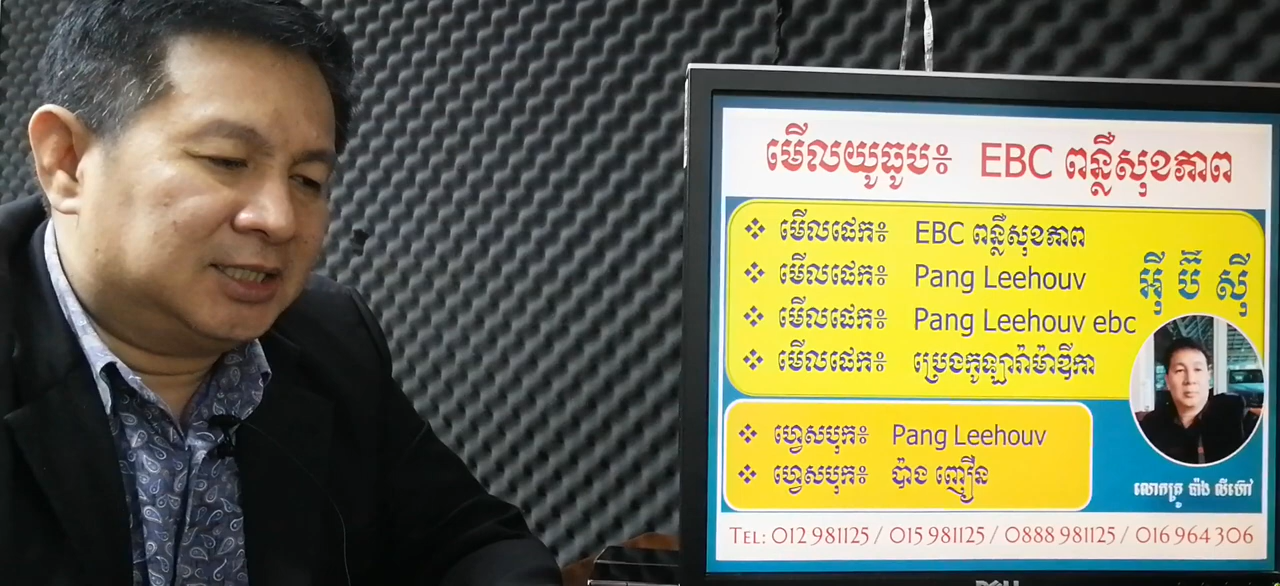 មើលយូធូប៖ EBC ពន្លឺសុខភាព
❖ មើលផេក៖ EBC ពន្លឺសុខភាព
❖ មើលផេក៖ Pang Leehouv
❖ មើលផេក៖ Pang Leehouv ebc
❖ មើលផេក៖ ប្រេងកូឡារ៉ាម៉ាឌីកា
អ៊ី ប៊ី ស៊ី
❖ ហ្វេសបុក៖ Pang Leehouv
❖ ហ្វេសបុក៖ ប៉ាង ញឿន
លោកគ្រូ ប៉ាង លីហ៊ៅ
TEL: 012 981125 / 015 981125 / 0888 981125 / 016 964 306